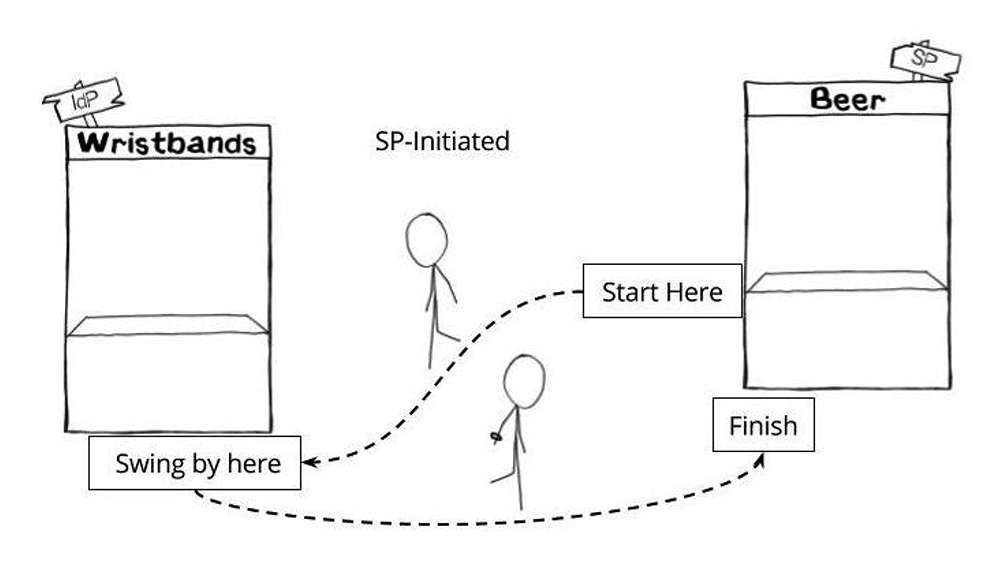 IdP
Wristbands
SP-Initiated
SP
Beer
Start Here
Finish
Swing by here